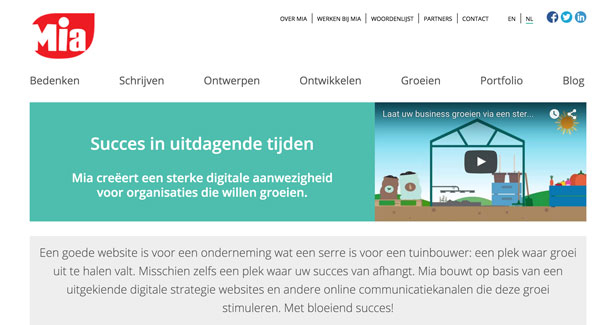 Mia
OVER MIA | WERKEN BIJ MIA | WOORDENLIJST | PARTNERS | CONTACT
EN | NL
Bedenken Schrijven Ontwerpen Ontwikkelen Groeien Portfolio Blog
Succes in uitdagende tijden
Mia creëert een sterke digitale aanwezigheid
voor organisaties die willen groeien.
Laat uw business groeien via een ster...
Een goede website is voor een onderneming wat een serre is voor een tuinbouwer: een plek waar groei
uit te halen valt. Misschien zelfs een plek waar uw succes van afhangt. Mia bouwt op basis van een
uitgekiende digitale strategie websites en andere online communicatiekanalen die deze groei
stimuleren. Met bloeiend succes!